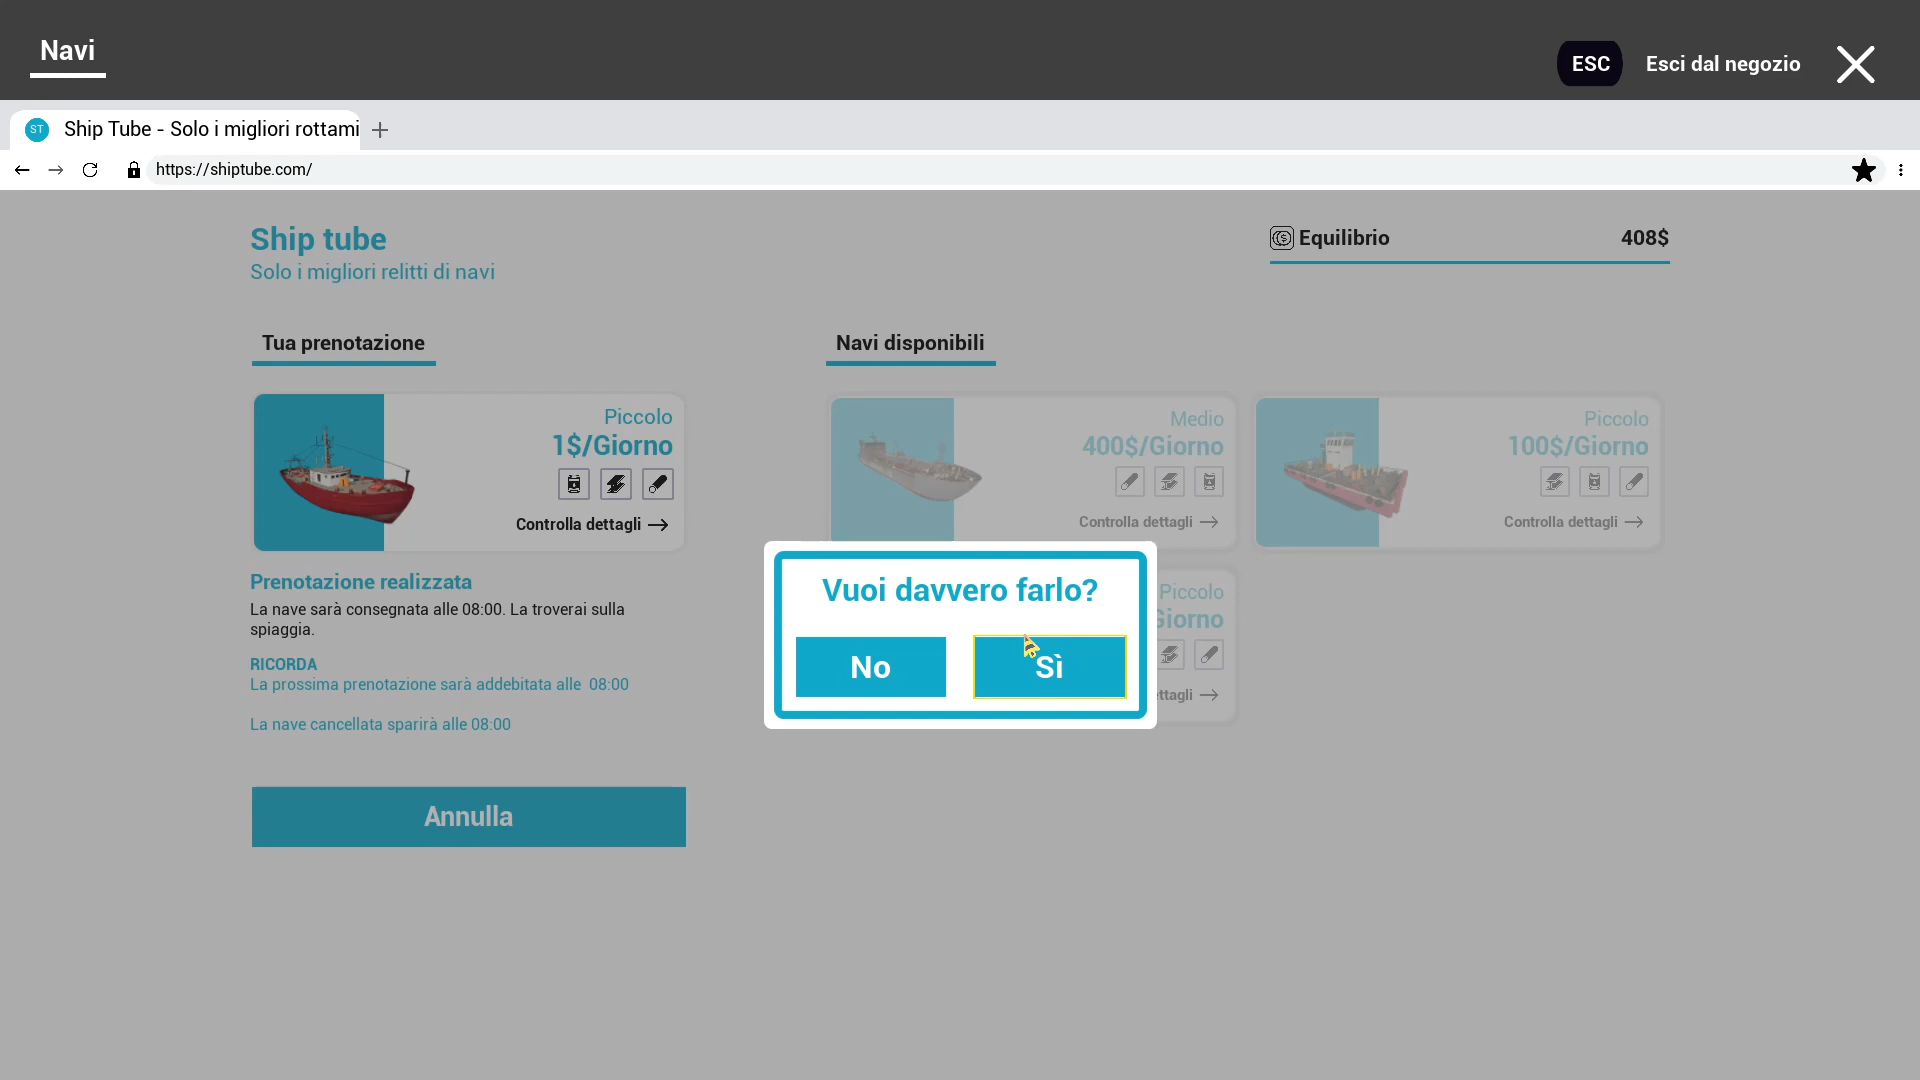 Navi
ESC Esci dal negozio
ST Ship Tube - Solo i migliori rottami
https://shiptube.com/
Ship tube
Solo i migliori relitti di navi
Equilibrio 408$
Tua prenotazione
Navi disponibili
Piccolo
1$/Giorno
Controlla dettagli
Medio
400$/Giorno
Controlla dettagli
Piccolo
100$/Giorno
Controlla dettagli
Prenotazione realizzata
La nave sarà consegnata alle 08:00. La troverai sulla
spiaggia.
RICORDA
La prossima prenotazione sarà addebitata alle 08:00
La nave cancellata sparirà alle 08:00
Annulla
Piccolo
Giorno
ttagli
Vuoi davvero farlo?
No
Sì